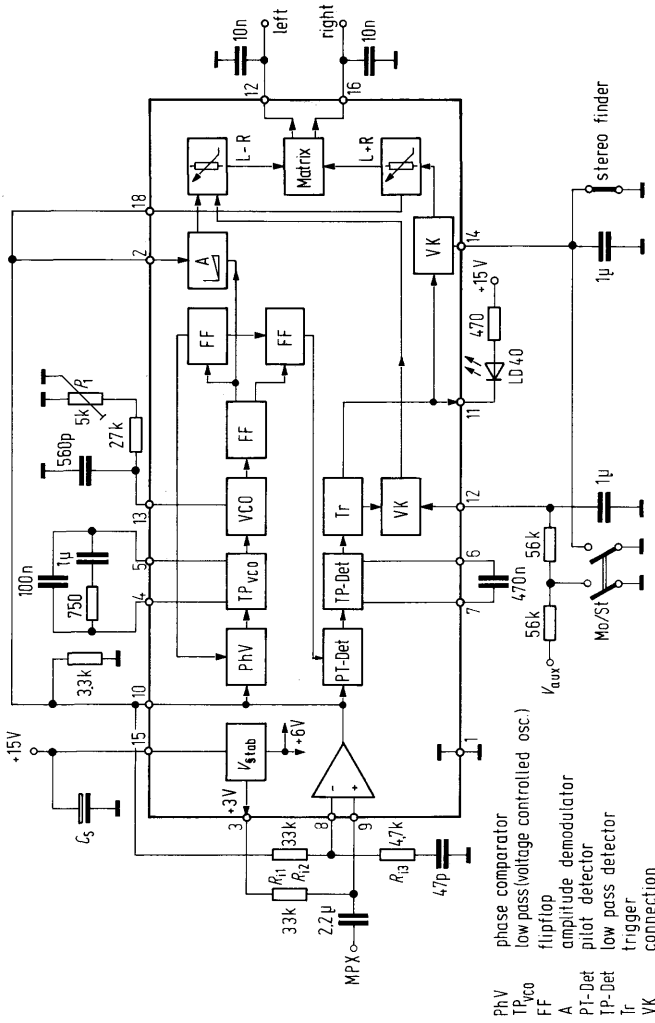 10n
left
right
10n
12
16
L-R
Matrix
L+R
18
2
A
VK
14
stereo finder
1µ
+15V
470
LD40
11
FF
FF
FF
P1
5k
27k
560p
13
VCO
Tr
VK
12
1µ
100n
1µ
750
5
4
TPVCO
TP-Det
6
7
470n
56k
56k
Mo/St
Vaux
3,3k
10
PhV
PT-Det
+15V
Cs
15
Vstab
+6V
+3V
1
3
8
9
-
+
33k
33k
Ri1
Ri2
4,7k
Ri3
47p
2.2µ
MPX
PhV phase comparator
TPVCO low pass (voltage controlled osc.)
FF flipflop
A amplitude demodulator
PT-Det pilot detector
TP-Det low pass detector
Tr trigger
VK connection